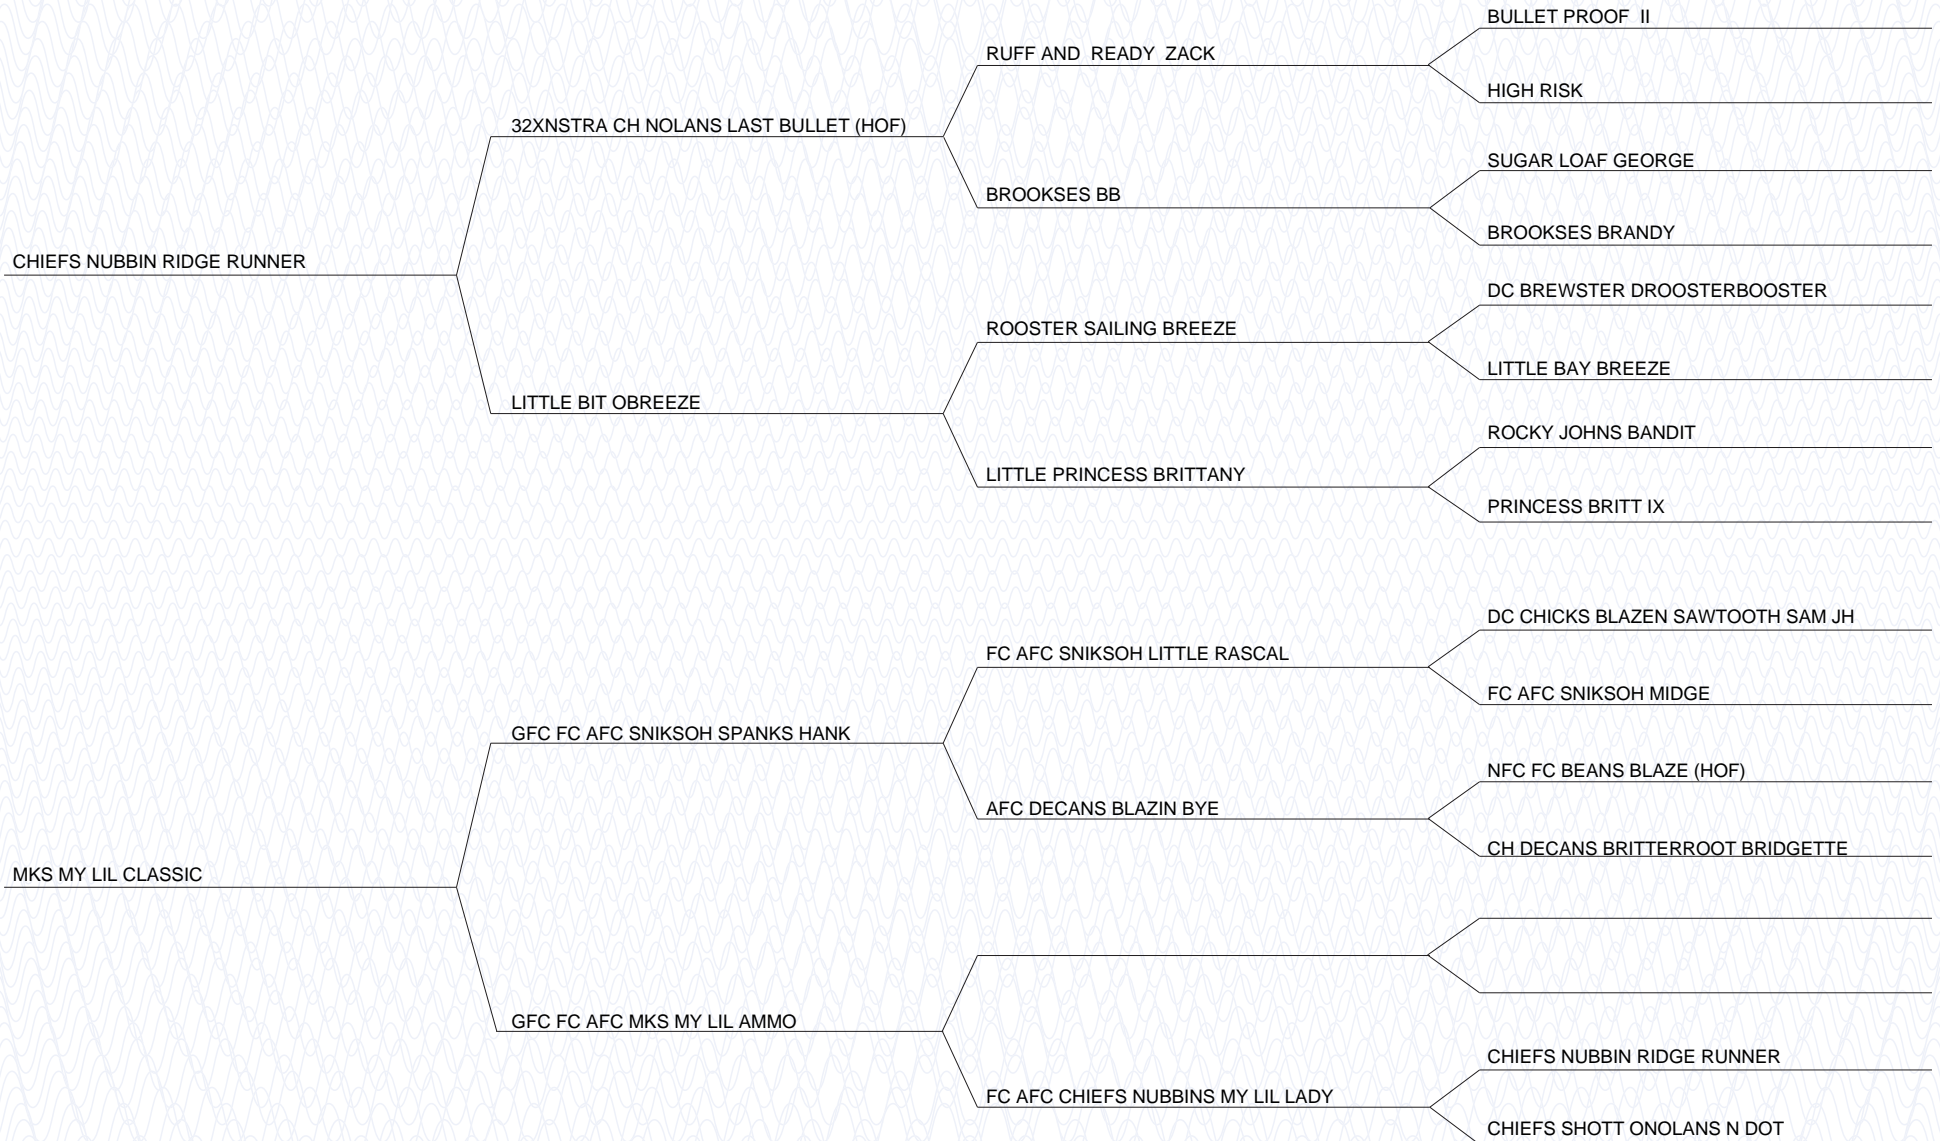 BULLET PROOF  II
RUFF AND  READY  ZACK
HIGH RISK
32XNSTRA CH NOLANS LAST BULLET (HOF)
SUGAR LOAF GEORGE
BROOKSES BB
BROOKSES BRANDY
CHIEFS NUBBIN RIDGE RUNNER
DC BREWSTER DROOSTERBOOSTER
ROOSTER SAILING BREEZE
LITTLE BAY BREEZE
LITTLE BIT OBREEZE
ROCKY JOHNS BANDIT
LITTLE PRINCESS BRITTANY
PRINCESS BRITT IX
DC CHICKS BLAZEN SAWTOOTH SAM JH
FC AFC SNIKSOH LITTLE RASCAL
FC AFC SNIKSOH MIDGE
GFC FC AFC SNIKSOH SPANKS HANK
NFC FC BEANS BLAZE (HOF)
AFC DECANS BLAZIN BYE
CH DECANS BRITTERROOT BRIDGETTE
MKS MY LIL CLASSIC
GFC FC AFC MKS MY LIL AMMO
CHIEFS NUBBIN RIDGE RUNNER
FC AFC CHIEFS NUBBINS MY LIL LADY
CHIEFS SHOTT ONOLANS N DOT